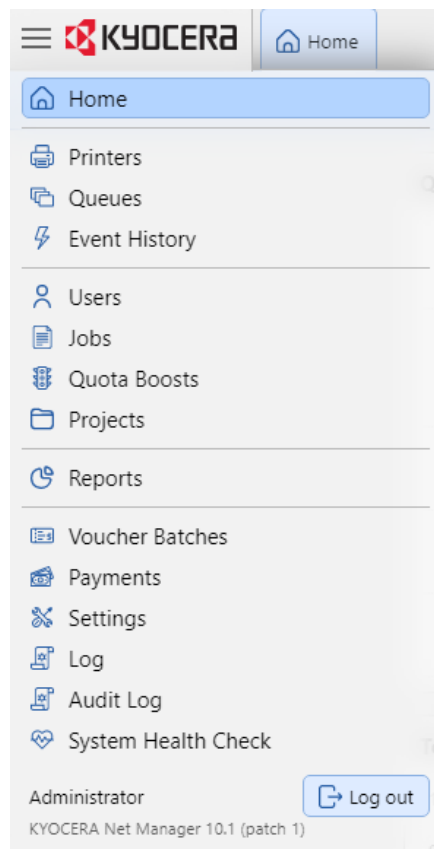 KYOCERA Home
Home
Printers
Queues
Event History
Users
Jobs
Quota Boosts
Projects
Reports
Voucher Batches
Payments
Settings
Log
Audit Log
System Health Check
Administrator Log out
KYOCERA Net Manager 10.1 (patch 1)